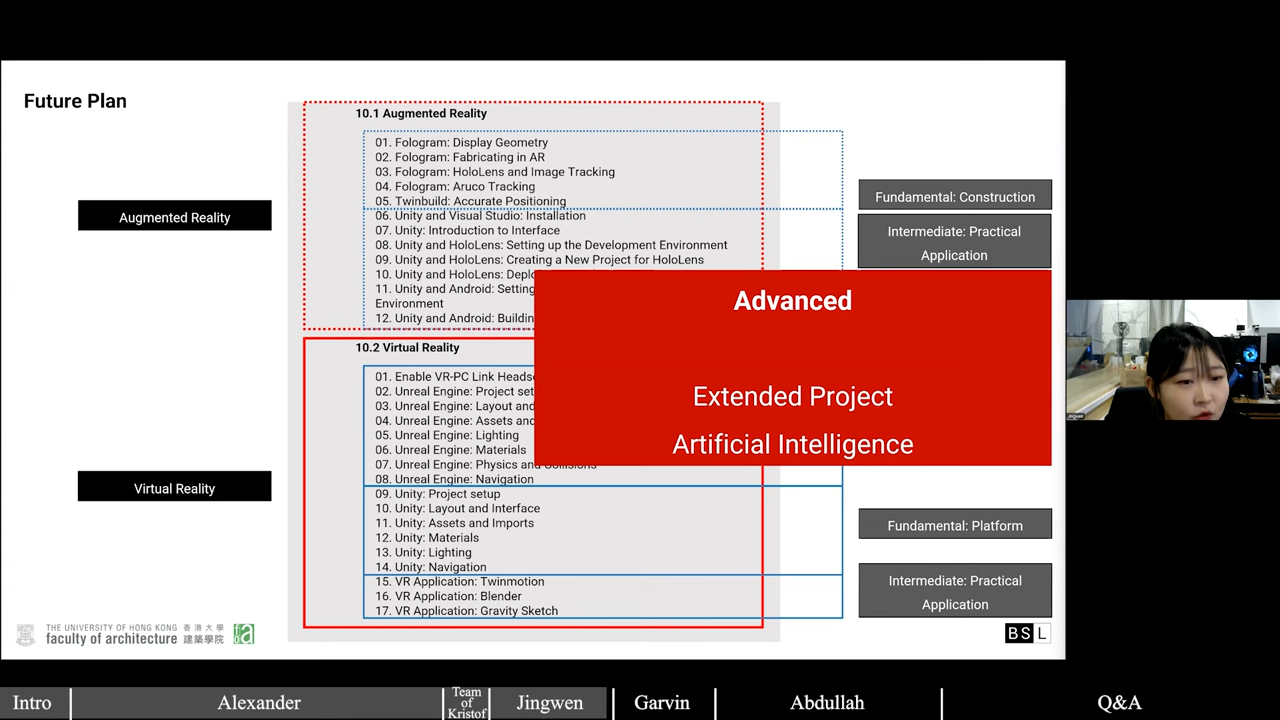 Future Plan
10.1 Augmented Reality
01. Fologram: Display Geometry
02. Fologram: Fabricating in AR
03. Fologram: HoloLens and Image Tracking
04. Fologram: Aruco Tracking
05. Twinbuild: Accurate Positioning
06. Unity and Visual Studio: Installation
07. Unity: Introduction to Interface
08. Unity and HoloLens: Setting up the Development Environment
09. Unity and HoloLens: Creating a New Project for HoloLens
10. Unity and HoloLens:
11. Unity and Android: Setting
Environment
12. Unity and Android: Buildin
Augmented Reality
Fundamental: Construction
Intermediate: Practical
Application
Advanced
Extended Project
Artificial Intelligence
10.2 Virtual Reality
01. Enable VR-PC Link Heads
02. Unreal Engine: Project set
03. Unreal Engine: Layout and
04. Unreal Engine: Assets and
05. Unreal Engine: Lighting
06. Unreal Engine: Materials
07. Unreal Engine: Physics and Collisions
08. Unreal Engine: Navigation
09. Unity: Project setup
10. Unity: Layout and Interface
11. Unity: Assets and Imports
12. Unity: Materials
13. Unity: Lighting
14. Unity: Navigation
15. VR Application: Twinmotion
16. VR Application: Blender
17. VR Application: Gravity Sketch
Virtual Reality
Fundamental: Platform
Intermediate: Practical
Application
THE UNIVERSITY OF HONG KONG 香港大學
faculty of architecture 建築學院
BSL
Jingwen
Intro
Alexander
Team
of
Kristof
Jingwen
Garvin
Abdullah
Q&A